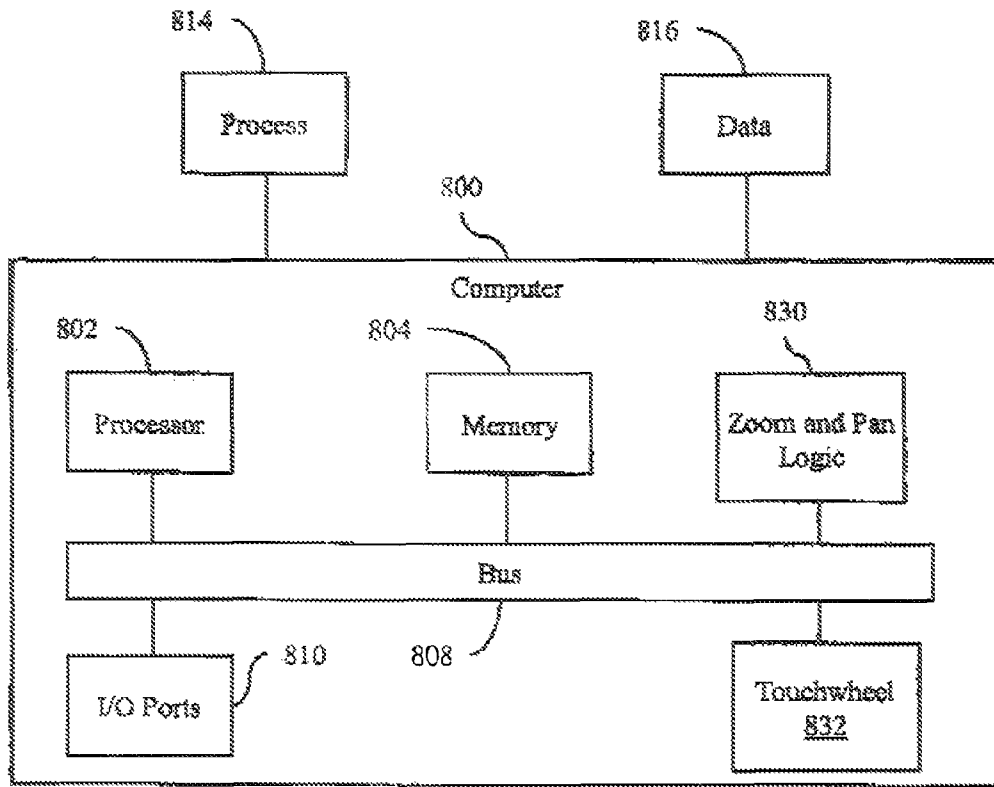 814
816
Process
Data
800
Computer
802
804
830
Processor
Memory
Zoom and Pan
Logic
Bus
810
808
I/O Ports
Touchwheel
832